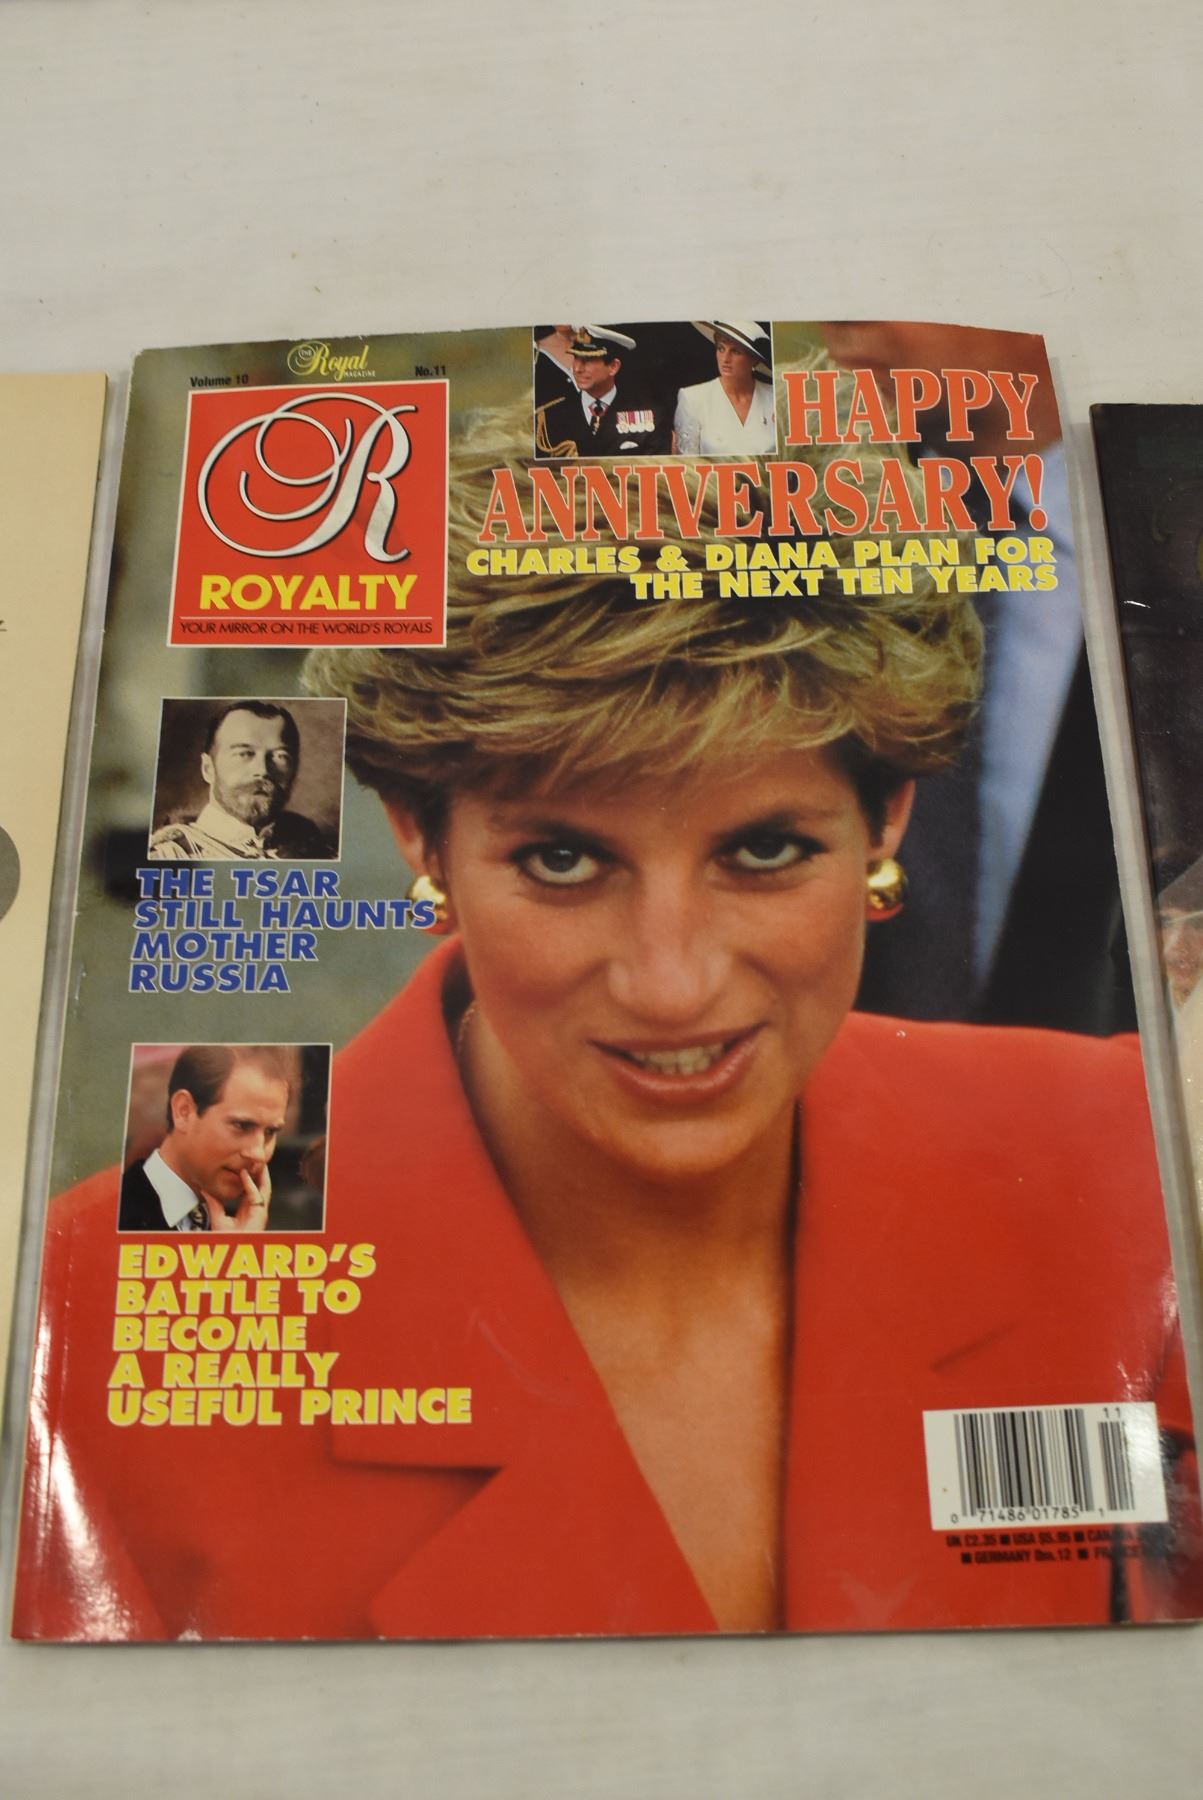 Volume 10
THE Royal
MAGAZINE
No.11
R
ROYALTY
YOUR MIRROR ON THE WORLD'S ROYALS
HAPPY
ANNIVERSARY!
CHARLES & DIANA PLAN FOR
THE NEXT TEN YEARS
THE TSAR
STILL HAUNTS
MOTHER
RUSSIA
EDWARD'S
BATTLE TO
BECOME
A REALLY
USEFUL PRINCE
11
0 71486 01785 1
UK £2.35 ■ USA $5.95 ■
■ GERMANY Dm.12 ■